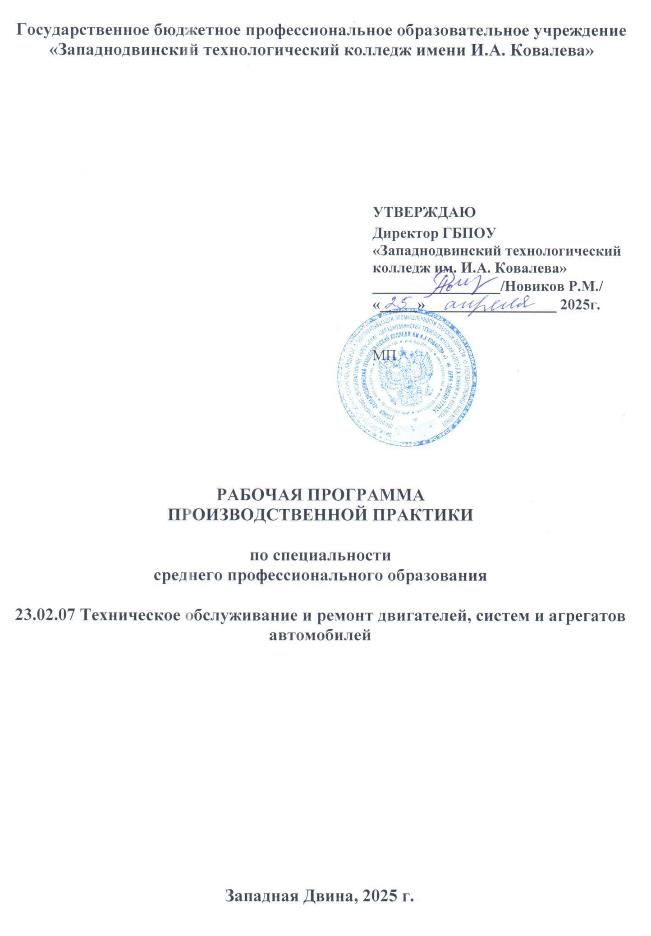 Государственное бюджетное профессиональное образовательное учреждение
«Западнодвинский технологический колледж имени И.А. Ковалева»
УТВЕРЖДАЮ
Директор ГБПОУ
«Западнодвинский технологический
колледж им. И.А. Ковалева»
/Новиков Р.М./
« 25 » апреля 2025г.
МП
РАБОЧАЯ ПРОГРАММА
ПРОИЗВОДСТВЕННОЙ ПРАКТИКИ
по специальности
среднего профессионального образования
23.02.07 Техническое обслуживание и ремонт двигателей, систем и агрегатов
автомобилей
Западная Двина, 2025 г.